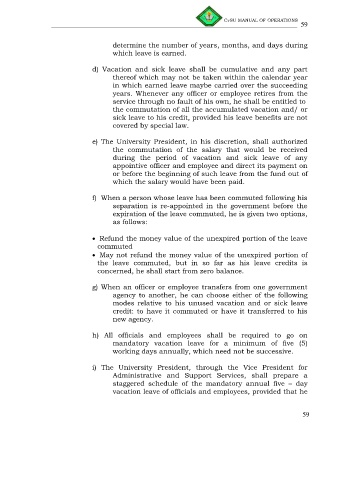 CvSU MANUAL OF OPERATIONS
59
determine the number of years, months, and days during
which leave is earned.
d) Vacation and sick leave shall be cumulative and any part
thereof which may not be taken within the calendar year
in which earned leave maybe carried over the succeeding
years. Whenever any officer or employee retires from the
service through no fault of his own, he shall be entitled to
the commutation of all the accumulated vacation and/ or
sick leave to his credit, provided his leave benefits are not
covered by special law.
e) The University President, in his discretion, shall authorized
the commutation of the salary that would be received
during the period of vacation and sick leave of any
appointive officer and employee and direct its payment on
or before the beginning of such leave from the fund out of
which the salary would have been paid.
f) When a person whose leave has been commuted following his
separation is re-appointed in the government before the
expiration of the leave commuted, he is given two options,
as follows:
• Refund the money value of the unexpired portion of the leave
commuted
• May not refund the money value of the unexpired portion of
the leave commuted, but in so far as his leave credits is
concerned, he shall start from zero balance.
g) When an officer or employee transfers from one government
agency to another, he can choose either of the following
modes relative to his unused vacation and or sick leave
credit: to have it commuted or have it transferred to his
new agency.
h) All officials and employees shall be required to go on
mandatory vacation leave for a minimum of five (5)
working days annually, which need not be successive.
i) The University President, through the Vice President for
Administrative and Support Services, shall prepare a
staggered schedule of the mandatory annual five – day
vacation leave of officials and employees, provided that he
59